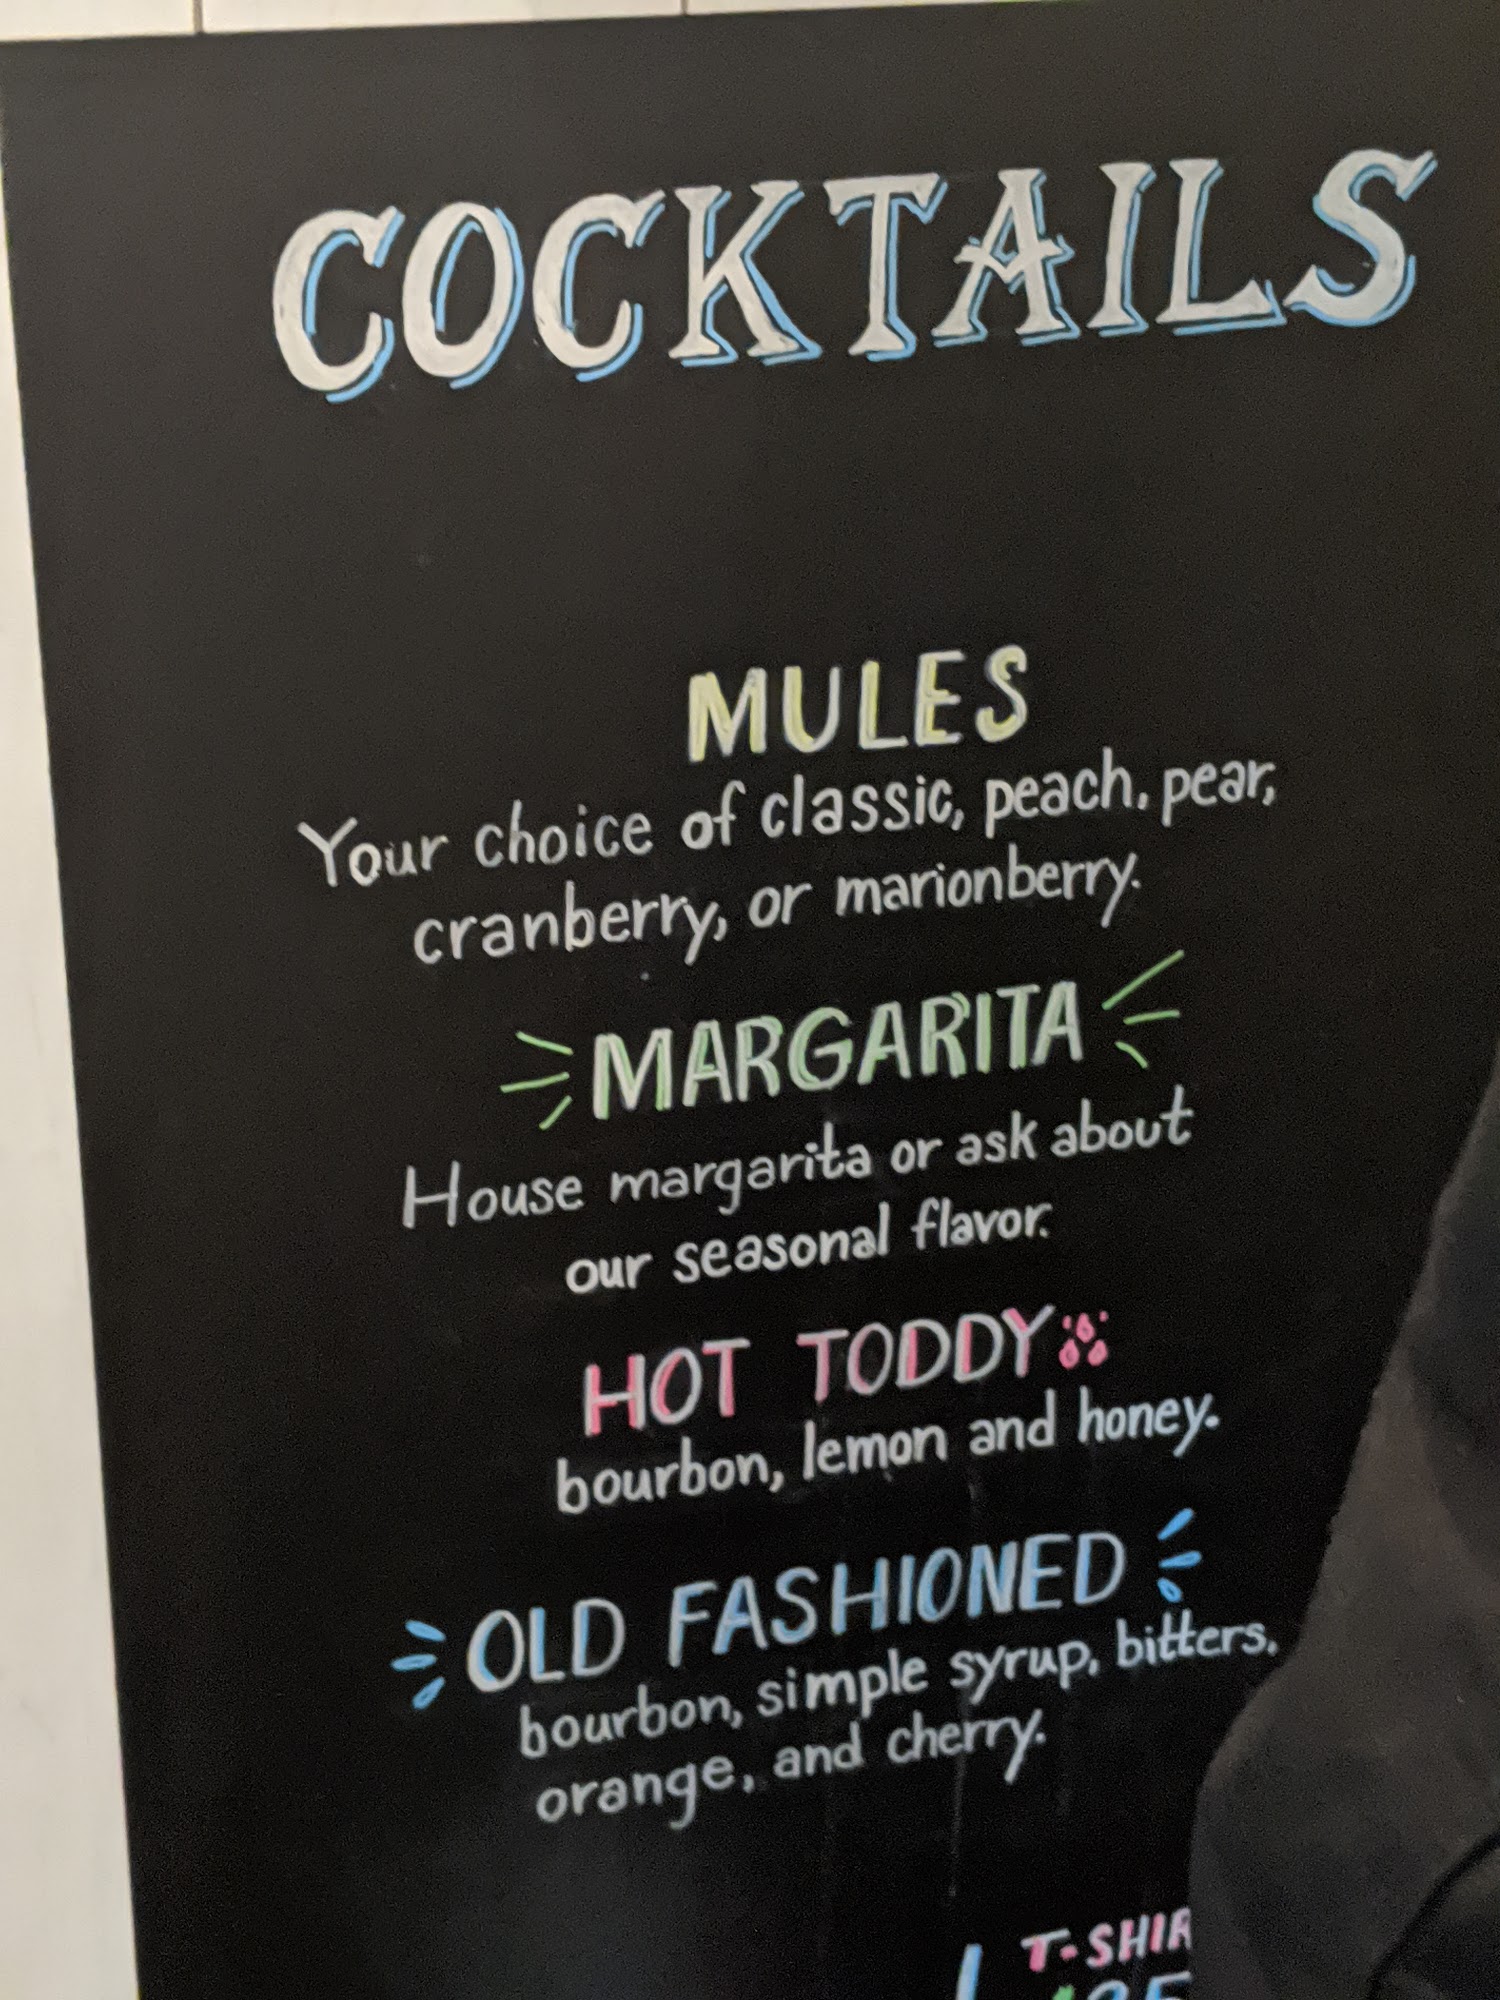 COCKTAILS
MULES
Your choice of classic, peach, pear,
cranberry, or marionberry.
MARGARITA
House margarita or ask about
our seasonal flavor.
HOT TODDY
bourbon, lemon and honey.
OLD FASHIONED
bourbon, simple syrup, bitters,
orange, and cherry.
T-SHIR